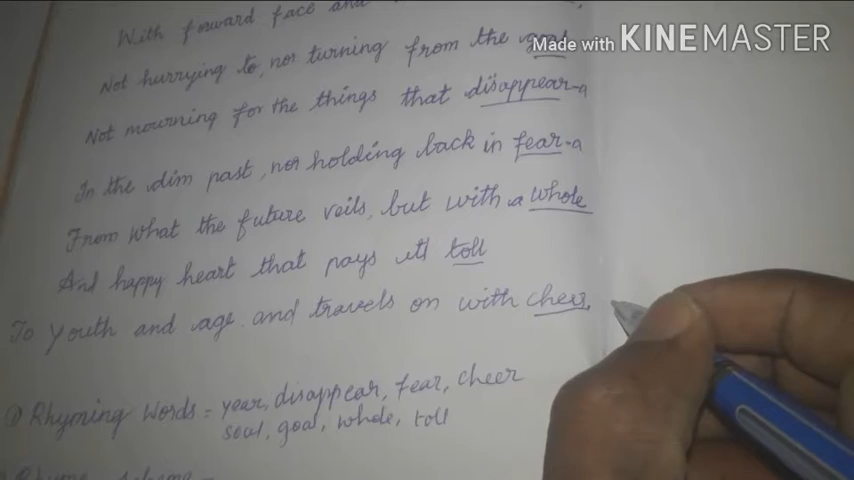 With forward face and
Not hurrying to, nor turning from the goal
Not mourning for the things that disappear-a
In the dim past, nor holding back in fear-a
From what the future veils, but with a whole
And happy heart that pays its toll
To Youth and age and travels on with cheer.
Rhyming Words = year, disappear, fear, cheer
soul, goal, whole, toll
Rhyme scheme =
Made with KINEMASTER